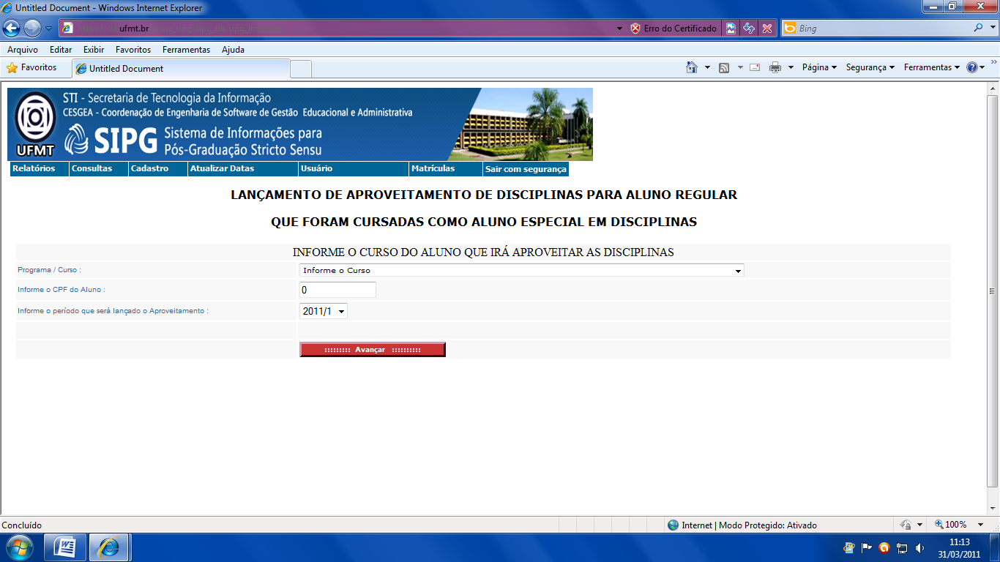 Untitled Document - Windows Internet Explorer
ufmt.br
Erro do Certificado
Bing
Arquivo Editar Exibir Favoritos Ferramentas Ajuda
Favoritos
Untitled Document
Página Segurança Ferramentas
STI - Secretaria de Tecnologia da Informação
CESGEA - Coordenação de Engenharia de Software de Gestão Educacional e Administrativa
SIPG Sistema de Informações para
Pós-Graduação Stricto Sensu
UFMT
Relatórios Consultas Cadastro Atualizar Datas Usuário Matrículas Sair com segurança
LANÇAMENTO DE APROVEITAMENTO DE DISCIPLINAS PARA ALUNO REGULAR
QUE FORAM CURSADAS COMO ALUNO ESPECIAL EM DISCIPLINAS
INFORME O CURSO DO ALUNO QUE IRÁ APROVEITAR AS DISCIPLINAS
Programa / Curso : Informe o Curso
Informe o CPF do Aluno : 0
Informe o período que será lançado o Aproveitamento : 2011/1
::::::::: Avançar ::::::::::
Concluído
Internet | Modo Protegido: Ativado
100%
11:13
31/03/2011